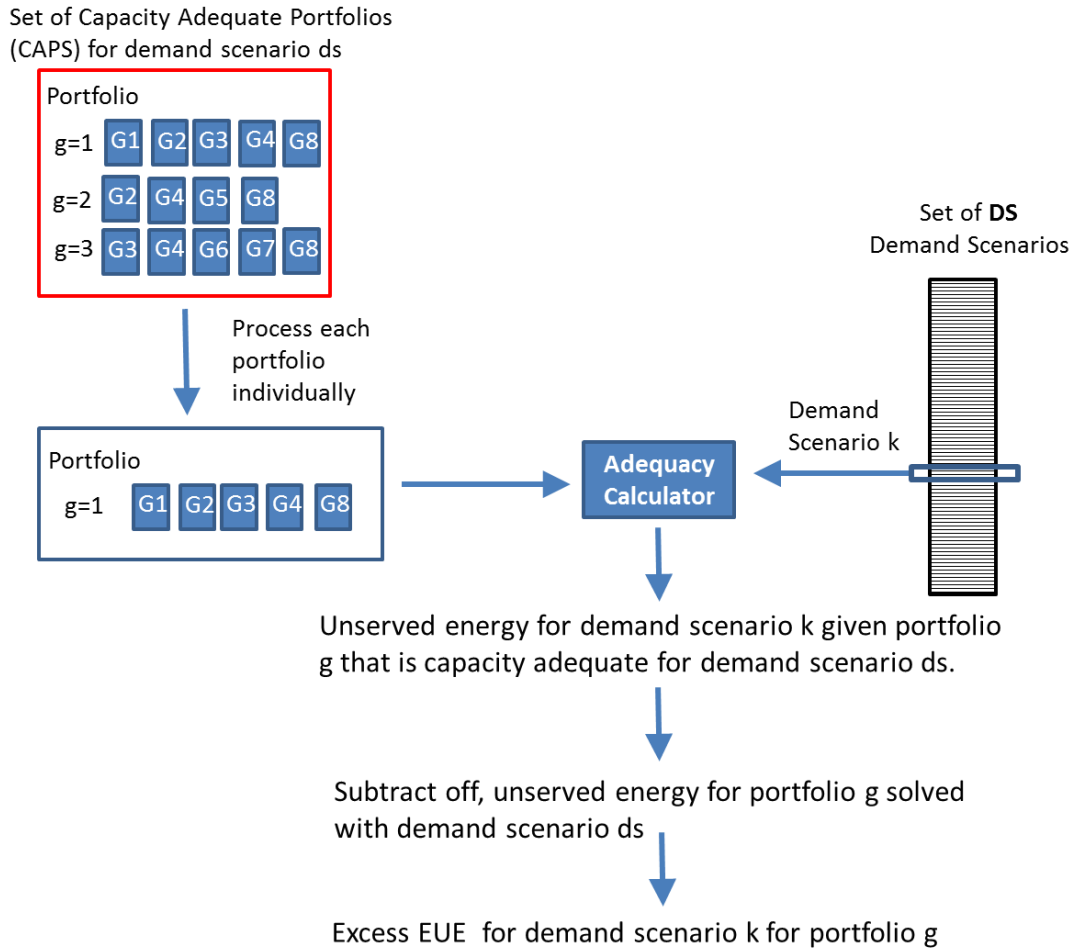 Set of Capacity Adequate Portfolios
(CAPS) for demand scenario ds
Portfolio
g=1 G1 G2 G3 G4 G8
g=2 G2 G4 G5 G8
g=3 G3 G4 G6 G7 G8
Set of DS
Demand Scenarios
Process each
portfolio
individually
Demand
Scenario k
Portfolio
g=1 G1 G2 G3 G4 G8
Adequacy
Calculator
Unserved energy for demand scenario k given portfolio
g that is capacity adequate for demand scenario ds.
Subtract off, unserved energy for portfolio g solved
with demand scenario ds
Excess EUE for demand scenario k for portfolio g